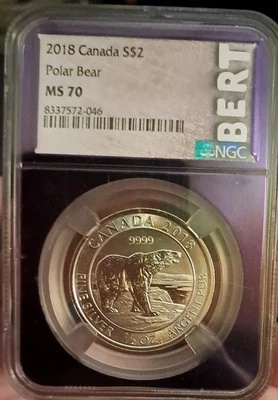 2018 Canada S$2
Polar Bear
MS 70
8337572-046
BERT
NGC
CANADA 2018
9999
FINE SILVER 1/2 OZ ARGENT PUR